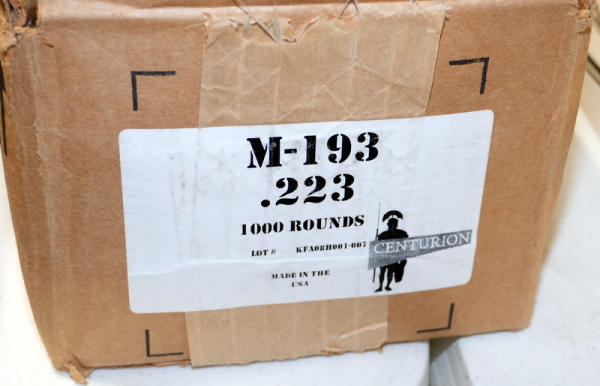 M-193
.223
1000 ROUNDS
LOT # KFA08H001-007
CENTURION
MADE IN THE
USA